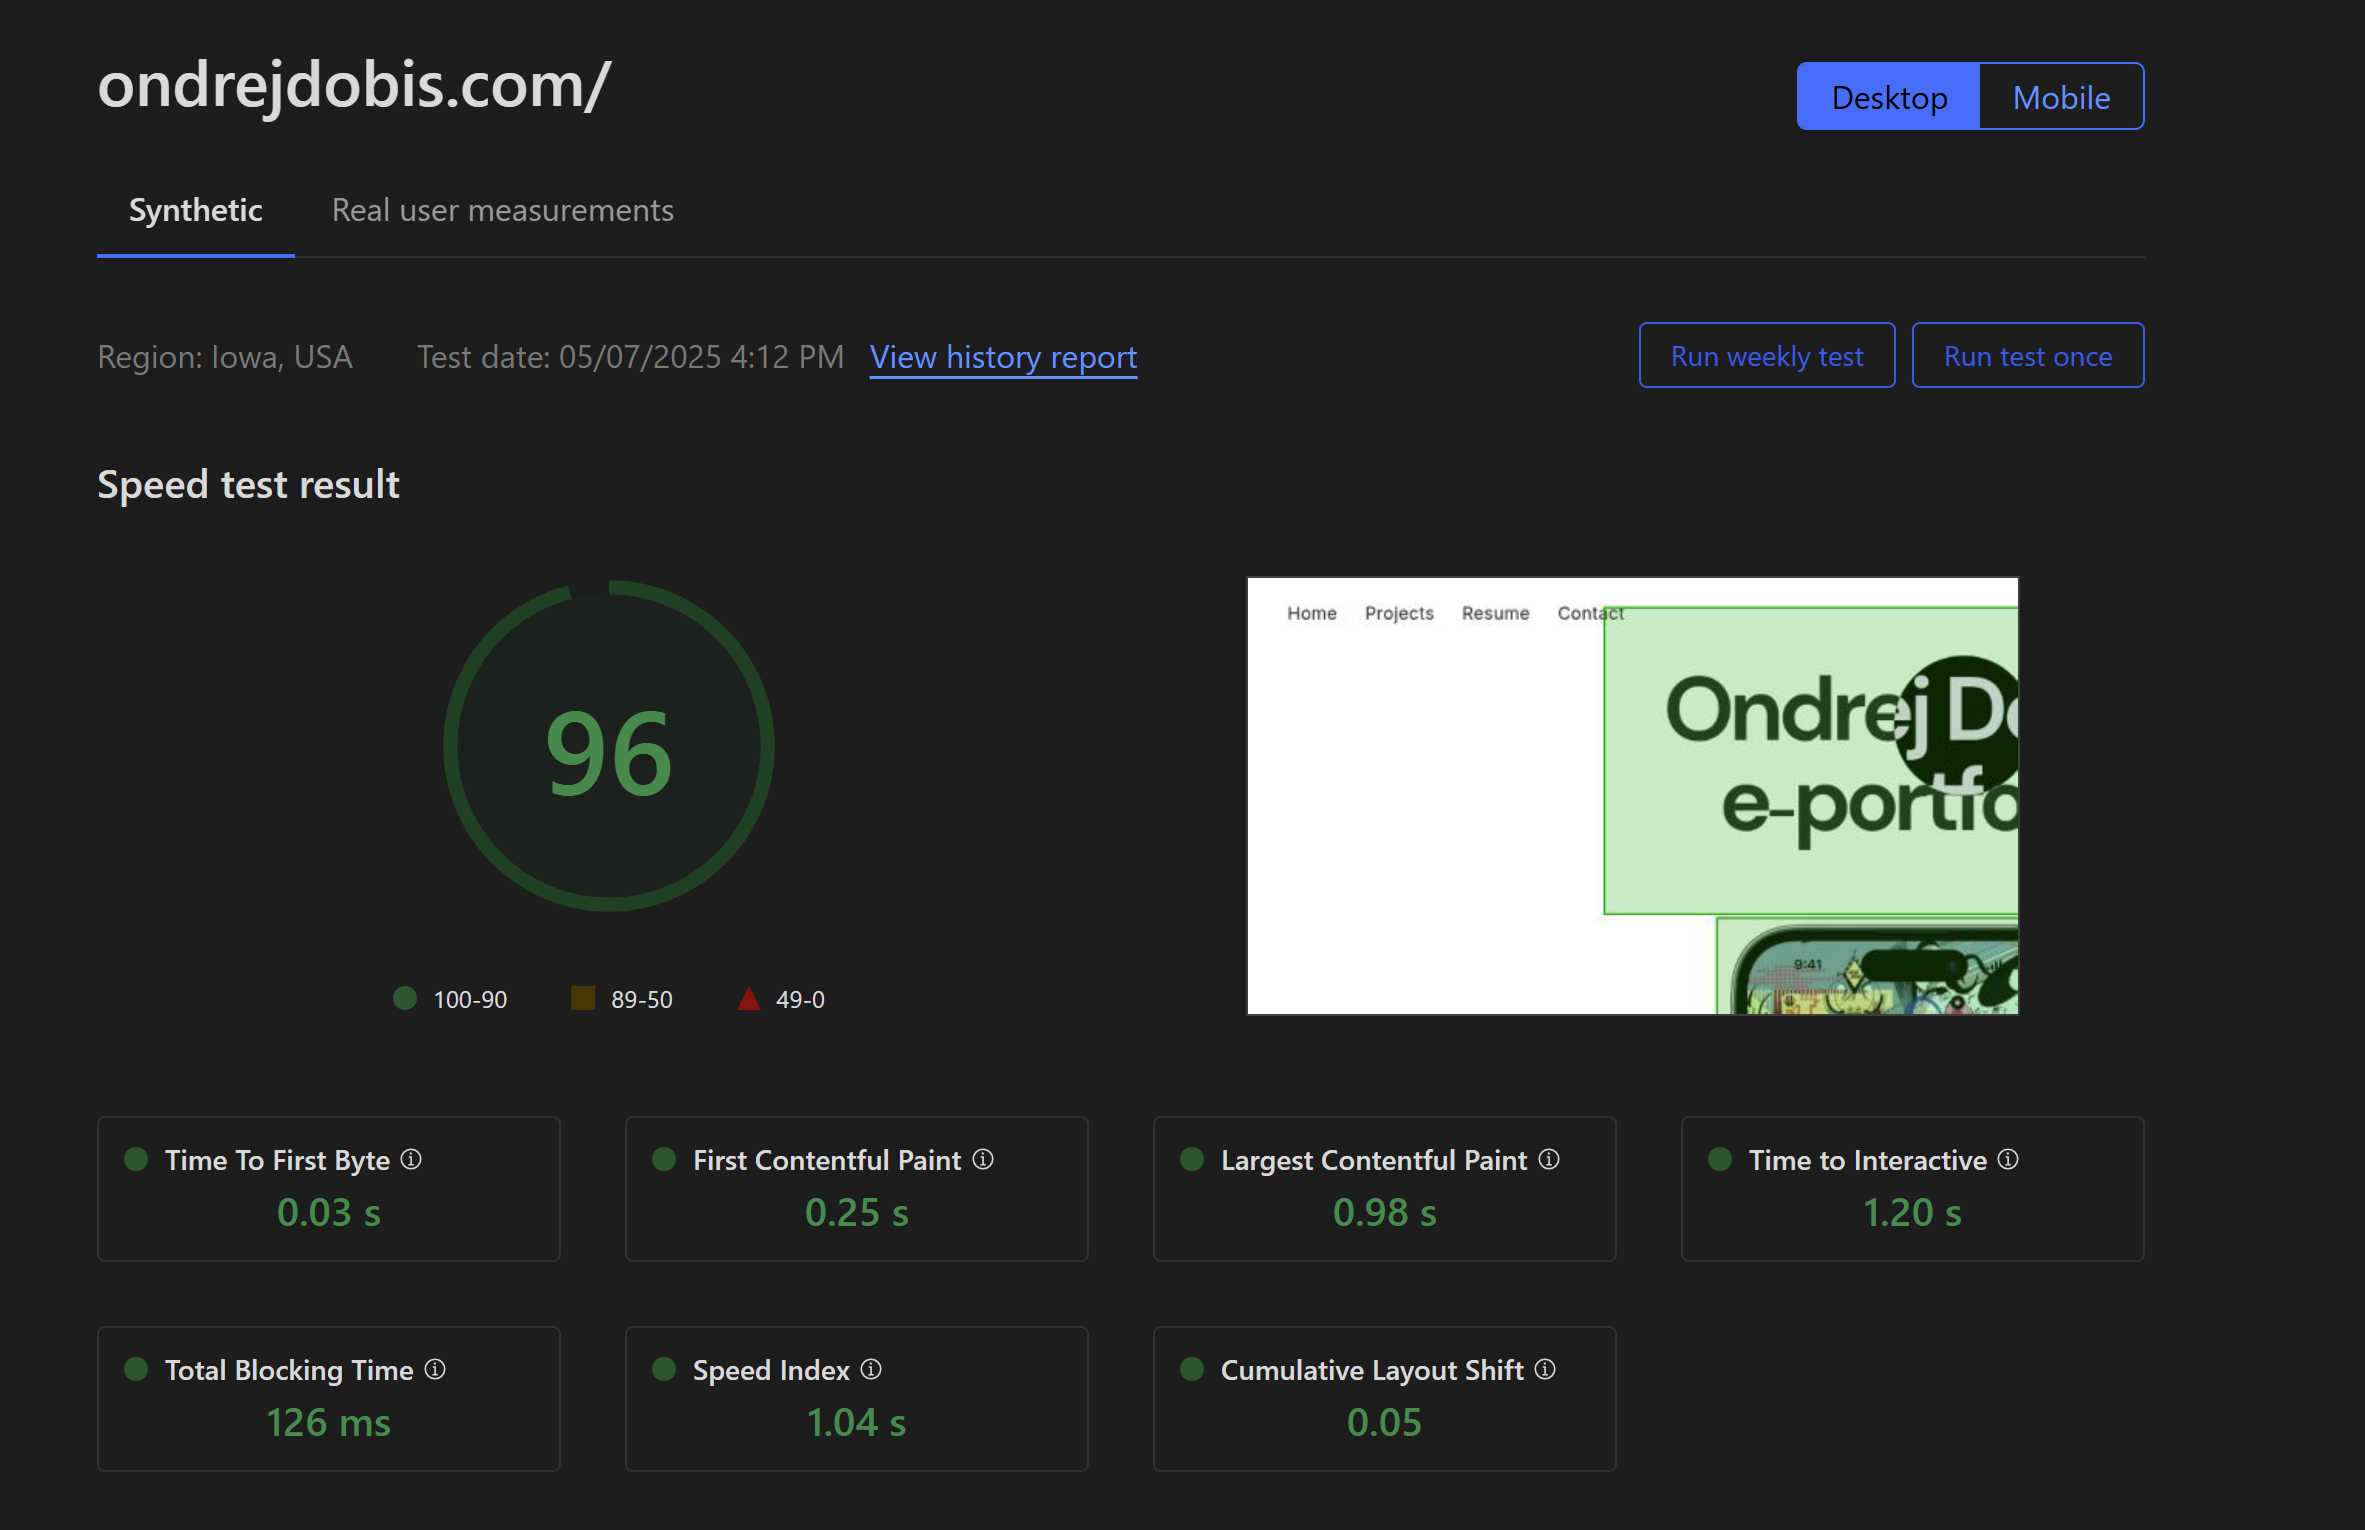 ondrejdobis.com/
Desktop
Mobile
Synthetic
Real user measurements
Region: Iowa, USA
Test date: 05/07/2025 4:12 PM
View history report
Run weekly test
Run test once
Speed test result
96
100-90
89-50
49-0
Home
Projects
Resume
Contact
Ondrej Do
e-portfo
9:41
Time To First Byte
0.03 s
First Contentful Paint
0.25 s
Largest Contentful Paint
0.98 s
Time to Interactive
1.20 s
Total Blocking Time
126 ms
Speed Index
1.04 s
Cumulative Layout Shift
0.05